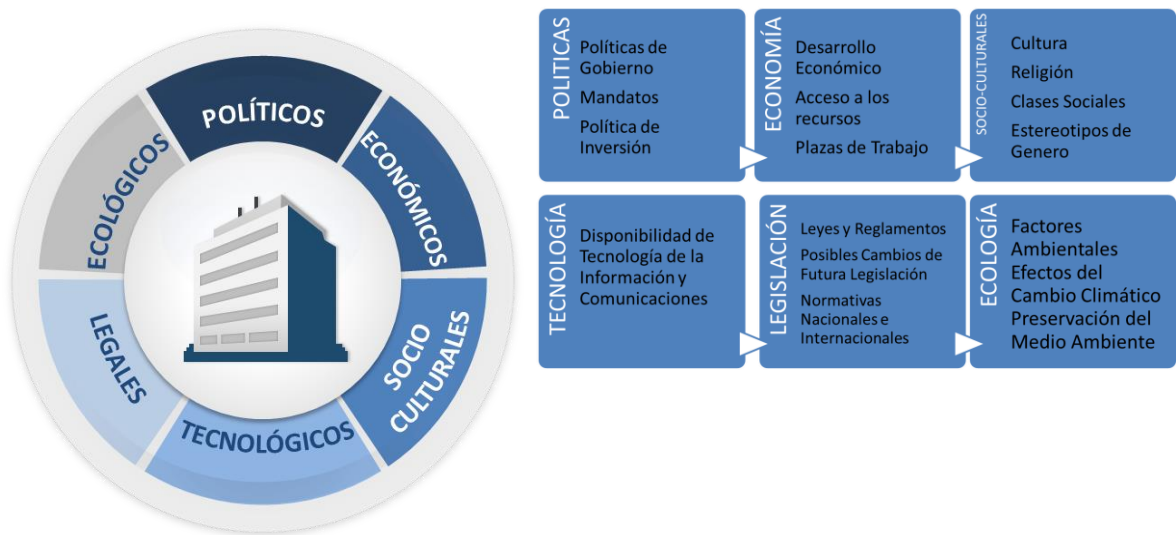 POLÍTICOS
ECONÓMICOS
SOCIO
CULTURALES
TECNOLÓGICOS
LEGALES
ECOLÓGICOS
POLITICAS
Políticas de
Gobierno
Mandatos
Política de
Inversión
ECONOMÍA
Desarrollo
Económico
Acceso a los
recursos
Plazas de Trabajo
SOCIO-CULTURALES
Cultura
Religión
Clases Sociales
Estereotipos de
Genero
TECNOLOGÍA
Disponibilidad de
Tecnología de la
Información y
Comunicaciones
LEGISLACIÓN
Leyes y Reglamentos
Posibles Cambios de
Futura Legislación
Normativas
Nacionales e
Internacionales
ECOLOGÍA
Factores
Ambientales
Efectos del
Cambio Climático
Preservación del
Medio Ambiente